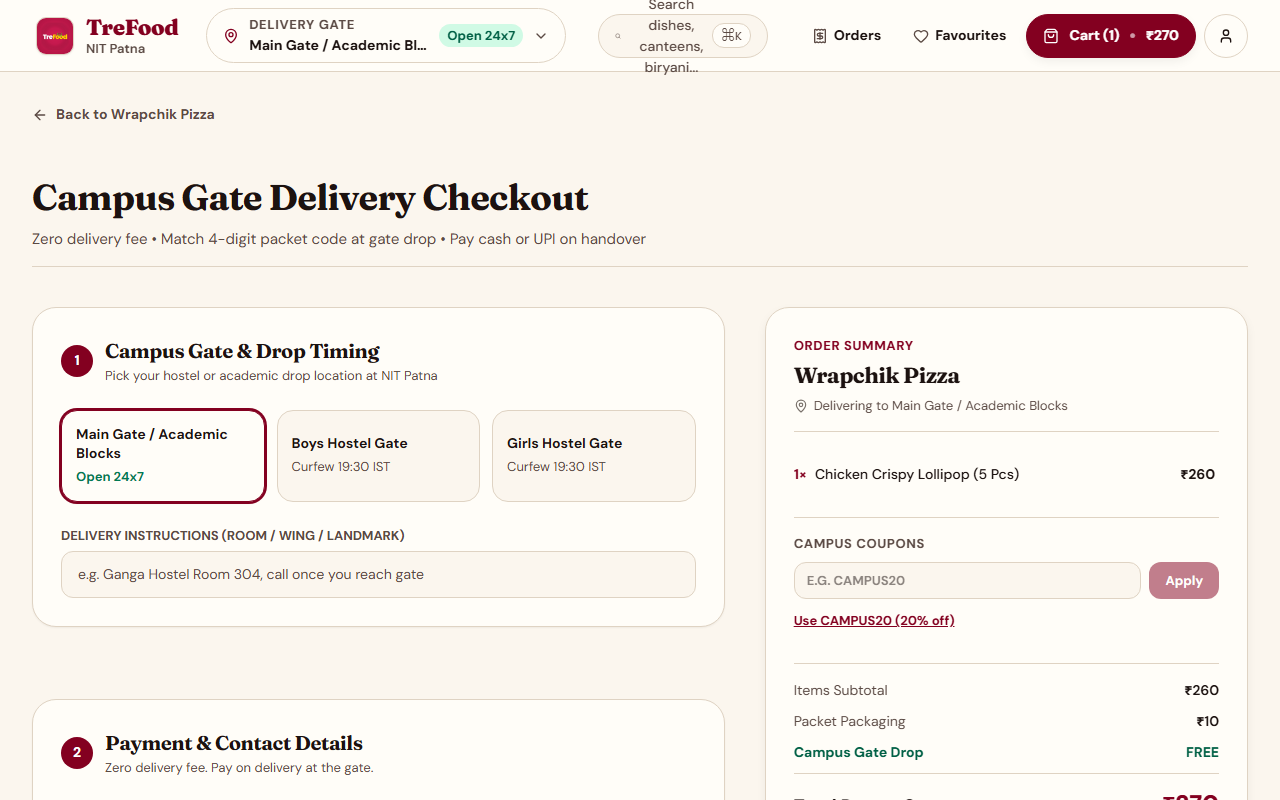 TreFood
TreFood
NIT Patna
DELIVERY GATE
Main Gate / Academic Bl...
Open 24x7
Search
dishes,
canteens,
biryani...
⌘K
Orders
Favourites
Cart (1) • ₹270
Back to Wrapchik Pizza
Campus Gate Delivery Checkout
Zero delivery fee • Match 4-digit packet code at gate drop • Pay cash or UPI on handover
1
Campus Gate & Drop Timing
Pick your hostel or academic drop location at NIT Patna
Main Gate / Academic
Blocks
Open 24x7
Boys Hostel Gate
Curfew 19:30 IST
Girls Hostel Gate
Curfew 19:30 IST
DELIVERY INSTRUCTIONS (ROOM / WING / LANDMARK)
e.g. Ganga Hostel Room 304, call once you reach gate
2
Payment & Contact Details
Zero delivery fee. Pay on delivery at the gate.
ORDER SUMMARY
Wrapchik Pizza
Delivering to Main Gate / Academic Blocks
1× Chicken Crispy Lollipop (5 Pcs) ₹260
CAMPUS COUPONS
E.G. CAMPUS20
Apply
Use CAMPUS20 (20% off)
Items Subtotal ₹260
Packet Packaging ₹10
Campus Gate Drop FREE
₹270